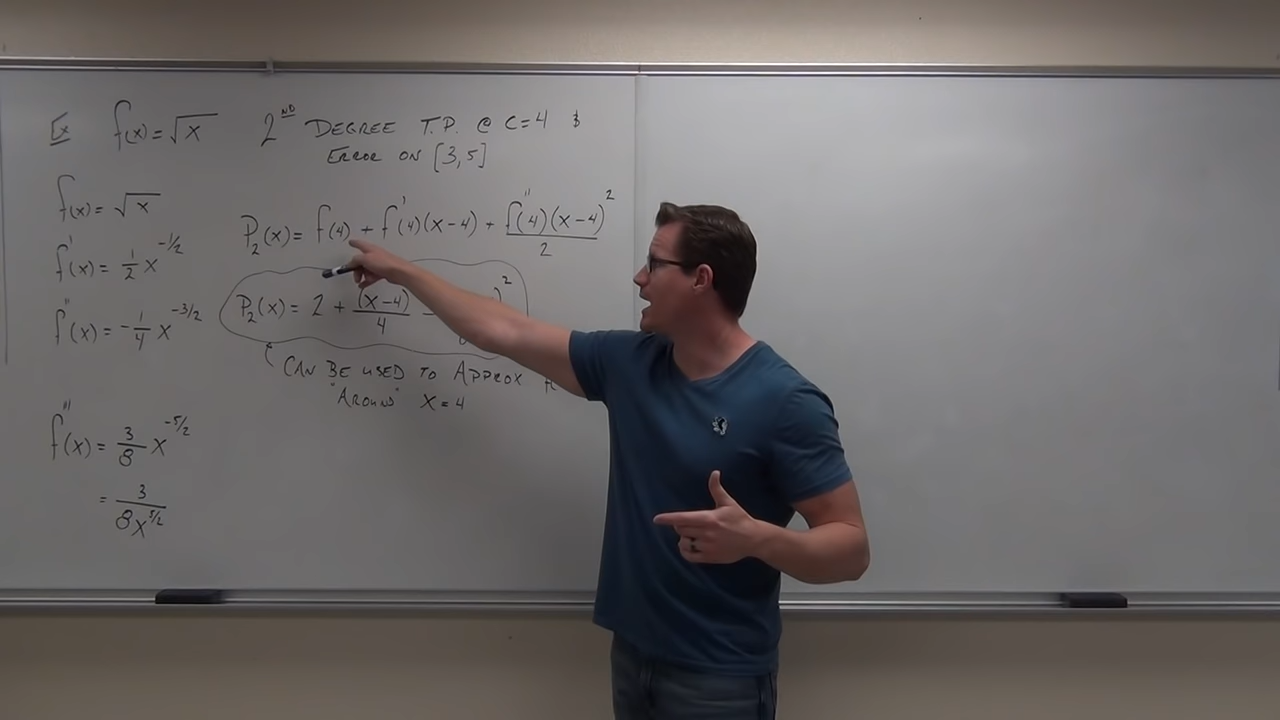 Ex f(x) = √x 2ND DEGREE T.P. @ C=4 &
ERROR ON [3,5]
f(x) = √x
f'(x) = 1/2 x^-1/2
f''(x) = -1/4 x^-3/2
f'''(x) = 3/8 x^-5/2
= 3/8x^5/2
P₂(x) = f(4) + f'(4)(x-4) + f''(4)(x-4)²/2
P₂(x) = 2 + (x-4)/4 - )²
CAN BE USED TO APPROX
"AROUND" X=4